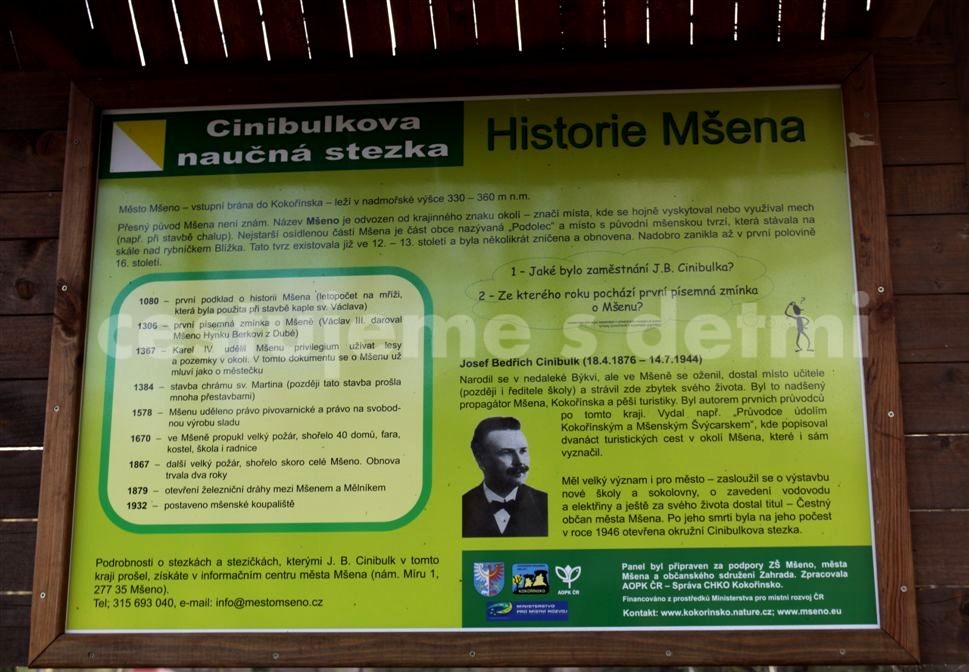 Cinibulkova
naučná stezka
Historie Mšena
Město Mšeno – vstupní brána do Kokořínska – leží v nadmořské výšce 330 – 360 m n.m.
Přesný původ Mšena není znám. Název Mšeno je odvozen od krajinného znaku okolí – značí místa, kde se hojně vyskytoval nebo využíval mech
(např. při stavbě chalup). Nejstarší osídlenou částí Mšena je část obce nazývaná „Podolec" a místo s původní mšenskou tvrzí, která stávala na
skále nad rybníčkem Blížka. Tato tvrz existovala již ve 12. – 13. století a byla několikrát zničena a obnovena. Nadobro zanikla až v první polovině
16. století.
1080 – první podklad o historii Mšena (letopočet na mříži,
která byla použita při stavbě kaple sv. Václava)
1306 – první písemná zmínka o Mšeně (Václav III. daroval
Mšeno Hynku Berkovi z Dubé)
1367 – Karel IV. udělil Mšenu privilegium užívat lesy
a pozemky v okolí. V tomto dokumentu se o Mšenu už
mluví jako o městečku
1384 – stavba chrámu sv. Martina (později tato stavba prošla
mnoha přestavbami)
1578 – Mšenu uděleno právo pivovarnické a právo na svobod-
nou výrobu sladu
1670 – ve Mšeně propukl velký požár, shořelo 40 domů, fara,
kostel, škola i radnice
1867 – další velký požár, shořelo skoro celé Mšeno. Obnova
trvala dva roky
1879 – otevření železniční dráhy mezi Mšenem a Mělníkem
1932 – postaveno mšenské koupaliště
Podrobnosti o stezkách a stezičkách, kterými J. B. Cinibulk v tomto
kraji prošel, získáte v informačním centru města Mšena (nám. Míru 1,
277 35 Mšeno).
Tel; 315 693 040, e-mail: info@mestomseno.cz
1 - Jaké bylo zaměstnání J.B. Cinibulka?
2 - Ze kterého roku pochází první písemná zmínka
o Mšenu?
Josef Bedřich Cinibulk (18.4.1876 – 14.7.1944)
Narodil se v nedaleké Býkvi, ale ve Mšeně se oženil, dostal místo učitele
(později i ředitele školy) a strávil zde zbytek svého života. Byl to nadšený
propagátor Mšena, Kokořínska a pěší turistiky. Byl autorem prvních průvodců
po tomto kraji. Vydal např. „Průvodce údolím
Kokořínským a Mšenským Švýcarskem", kde popisoval
dvanáct turistických cest v okolí Mšena, které i sám
vyznačil.
Měl velký význam i pro město – zasloužil se o výstavbu
nové školy a sokolovny, o zavedení vodovodu
a elektřiny a ještě za svého života dostal titul – Čestný
občan města Mšena. Po jeho smrti byla na jeho počest
v roce 1946 otevřena okružní Cinibulkova stezka.
KOKOŘÍNSKO
AOPK ČR
MINISTERSTVO
PRO MÍSTNÍ ROZVOJ
Panel byl připraven za podpory ZŠ Mšeno, města
Mšena a občanského sdružení Zahrada. Zpracovala
AOPK ČR – Správa CHKO Kokořínsko.
Financováno z prostředků Ministerstva pro místní rozvoj ČR
Kontakt: www.kokorinsko.nature.cz; www.mseno.eu
cestujeme s detmi